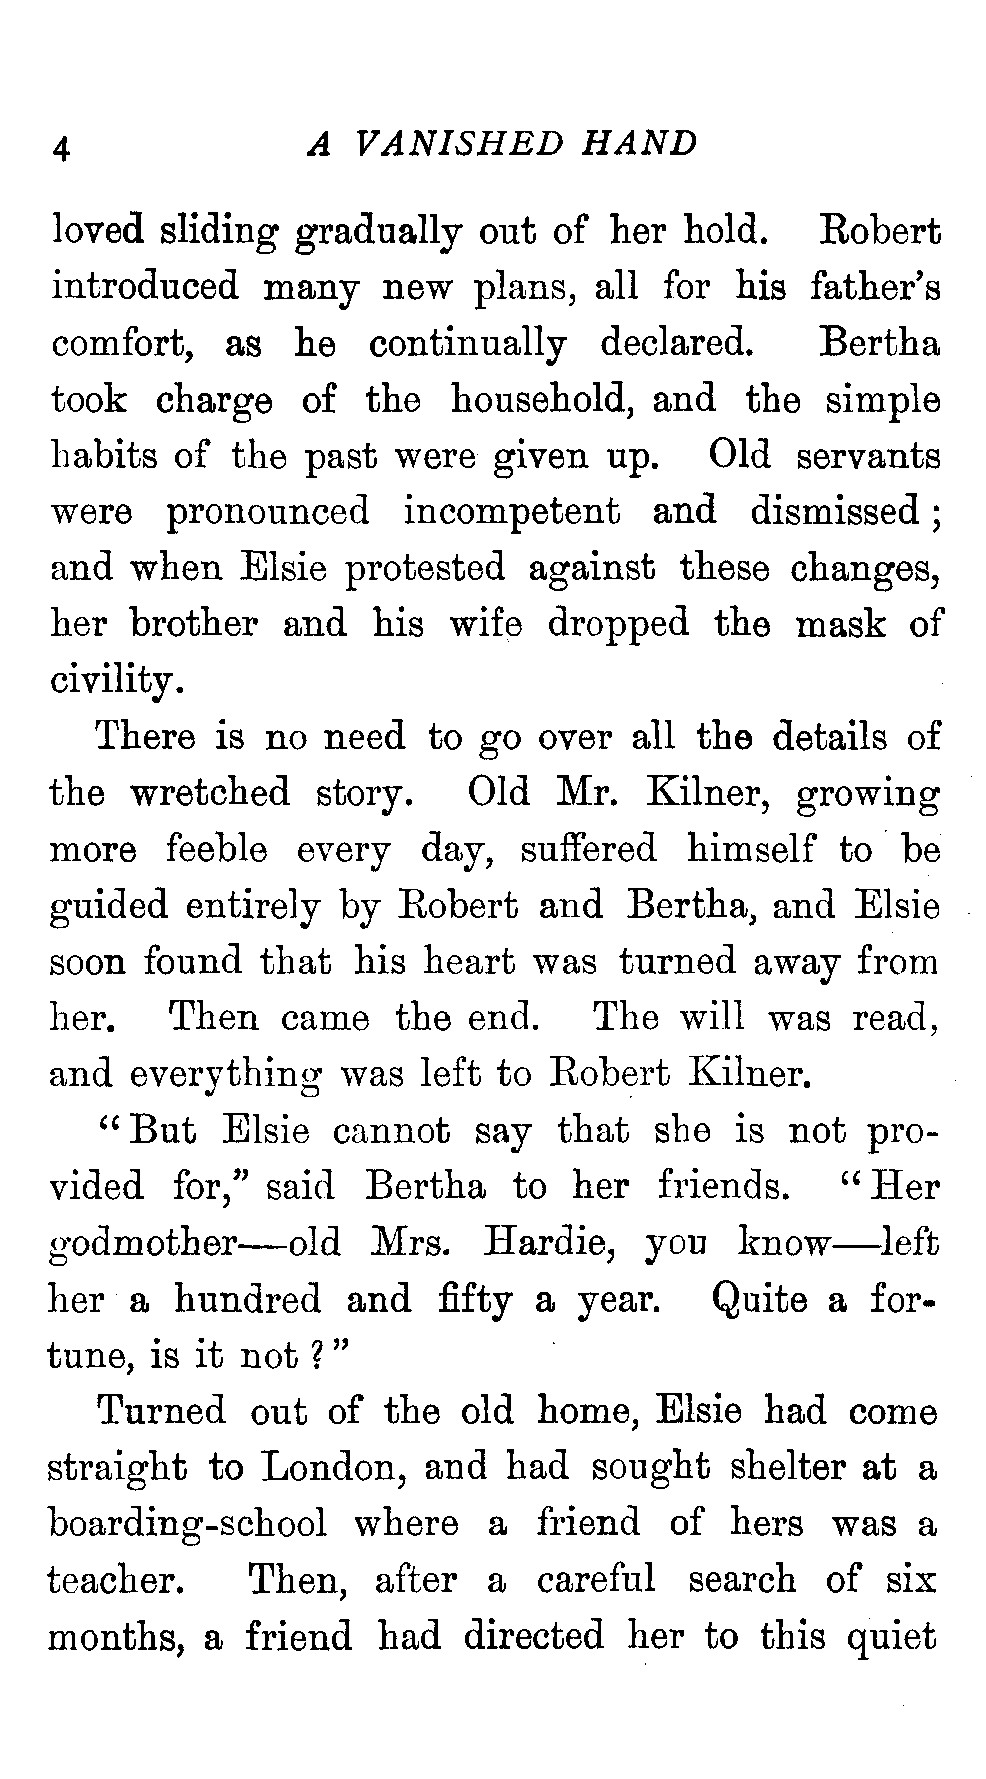 4 A VANISHED HAND
loved sliding gradually out of her hold. Robert
introduced many new plans, all for his father's
comfort, as he continually declared. Bertha
took charge of the household, and the simple
habits of the past were given up. Old servants
were pronounced incompetent and dismissed ;
and when Elsie protested against these changes,
her brother and his wife dropped the mask of
civility.
There is no need to go over all the details of
the wretched story. Old Mr. Kilner, growing
more feeble every day, suffered himself to be
guided entirely by Robert and Bertha, and Elsie
soon found that his heart was turned away from
her. Then came the end. The will was read,
and everything was left to Robert Kilner.
“ But Elsie cannot say that she is not pro-
vided for,” said Bertha to her friends. “ Her
godmother—old Mrs. Hardie, you know—left
her a hundred and fifty a year. Quite a for-
tune, is it not ? ”
Turned out of the old home, Elsie had come
straight to London, and had sought shelter at a
boarding-school where a friend of hers was a
teacher. Then, after a careful search of six
months, a friend had directed her to this quiet